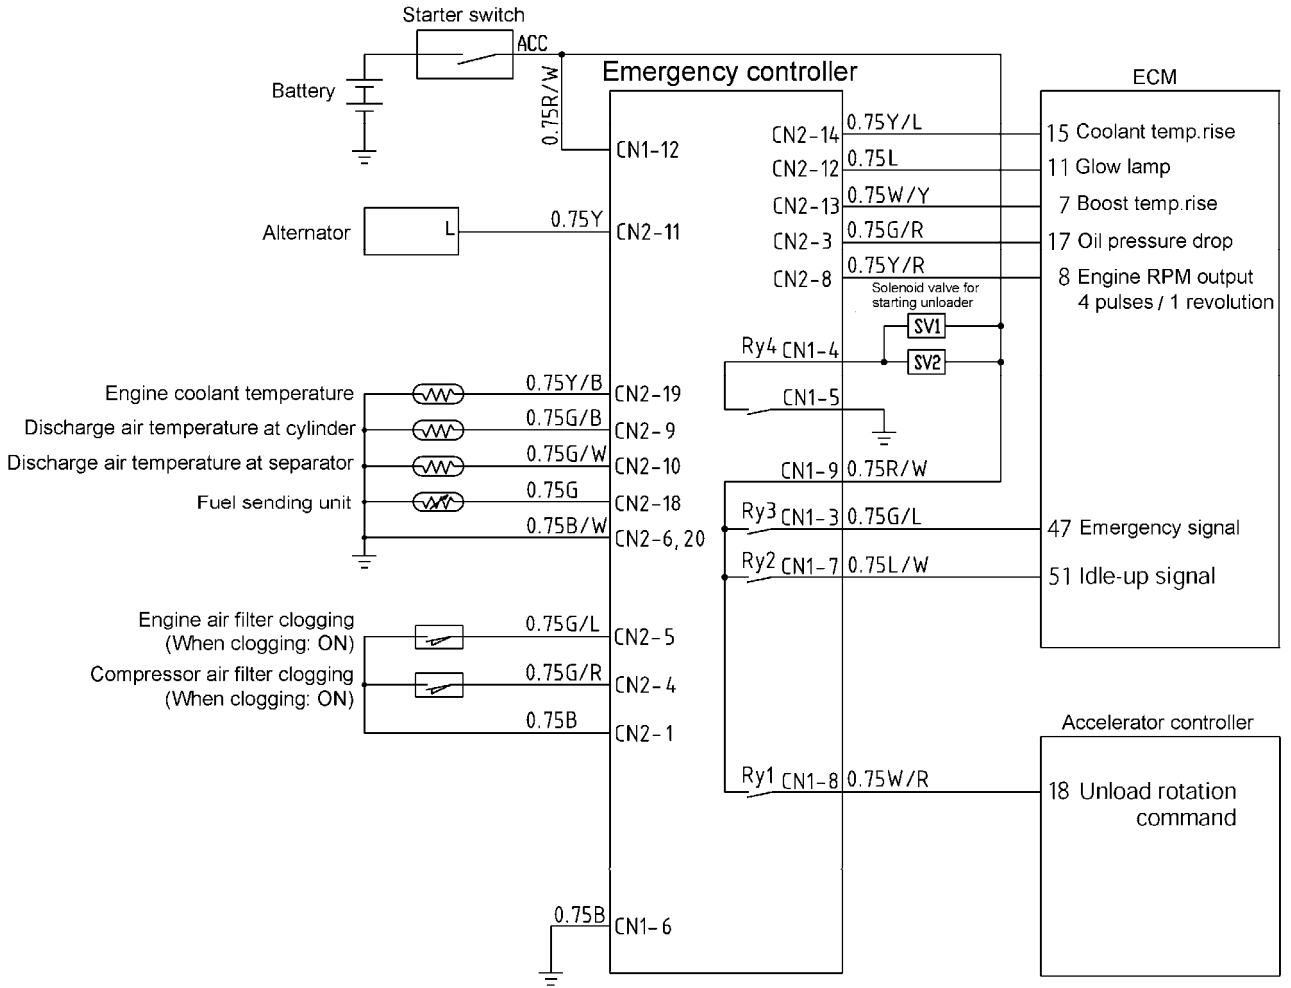 Starter switch
ACC
Battery
0.75R/W
Emergency controller
ECM
CN1-12
CN2-14
0.75Y/L
15 Coolant temp.rise
CN2-12
0.75L
11 Glow lamp
CN2-13
0.75W/Y
7 Boost temp.rise
Alternator
L
0.75Y
CN2-11
CN2-3
0.75G/R
17 Oil pressure drop
CN2-8
0.75Y/R
8 Engine RPM output
4 pulses / 1 revolution
Solenoid valve for
starting unloader
SV1
Ry4 CN1-4
SV2
CN1-5
Engine coolant temperature
0.75Y/B
CN2-19
Discharge air temperature at cylinder
0.75G/B
CN2-9
Discharge air temperature at separator
0.75G/W
CN2-10
Fuel sending unit
0.75G
CN2-18
0.75B/W
CN2-6,20
CN1-9
0.75R/W
Ry3 CN1-3
0.75G/L
47 Emergency signal
Ry2 CN1-7
0.75L/W
51 Idle-up signal
Engine air filter clogging
(When clogging: ON)
0.75G/L
CN2-5
Compressor air filter clogging
(When clogging: ON)
0.75G/R
CN2-4
0.75B
CN2-1
Accelerator controller
Ry1 CN1-8
0.75W/R
18 Unload rotation
command
0.75B
CN1-6